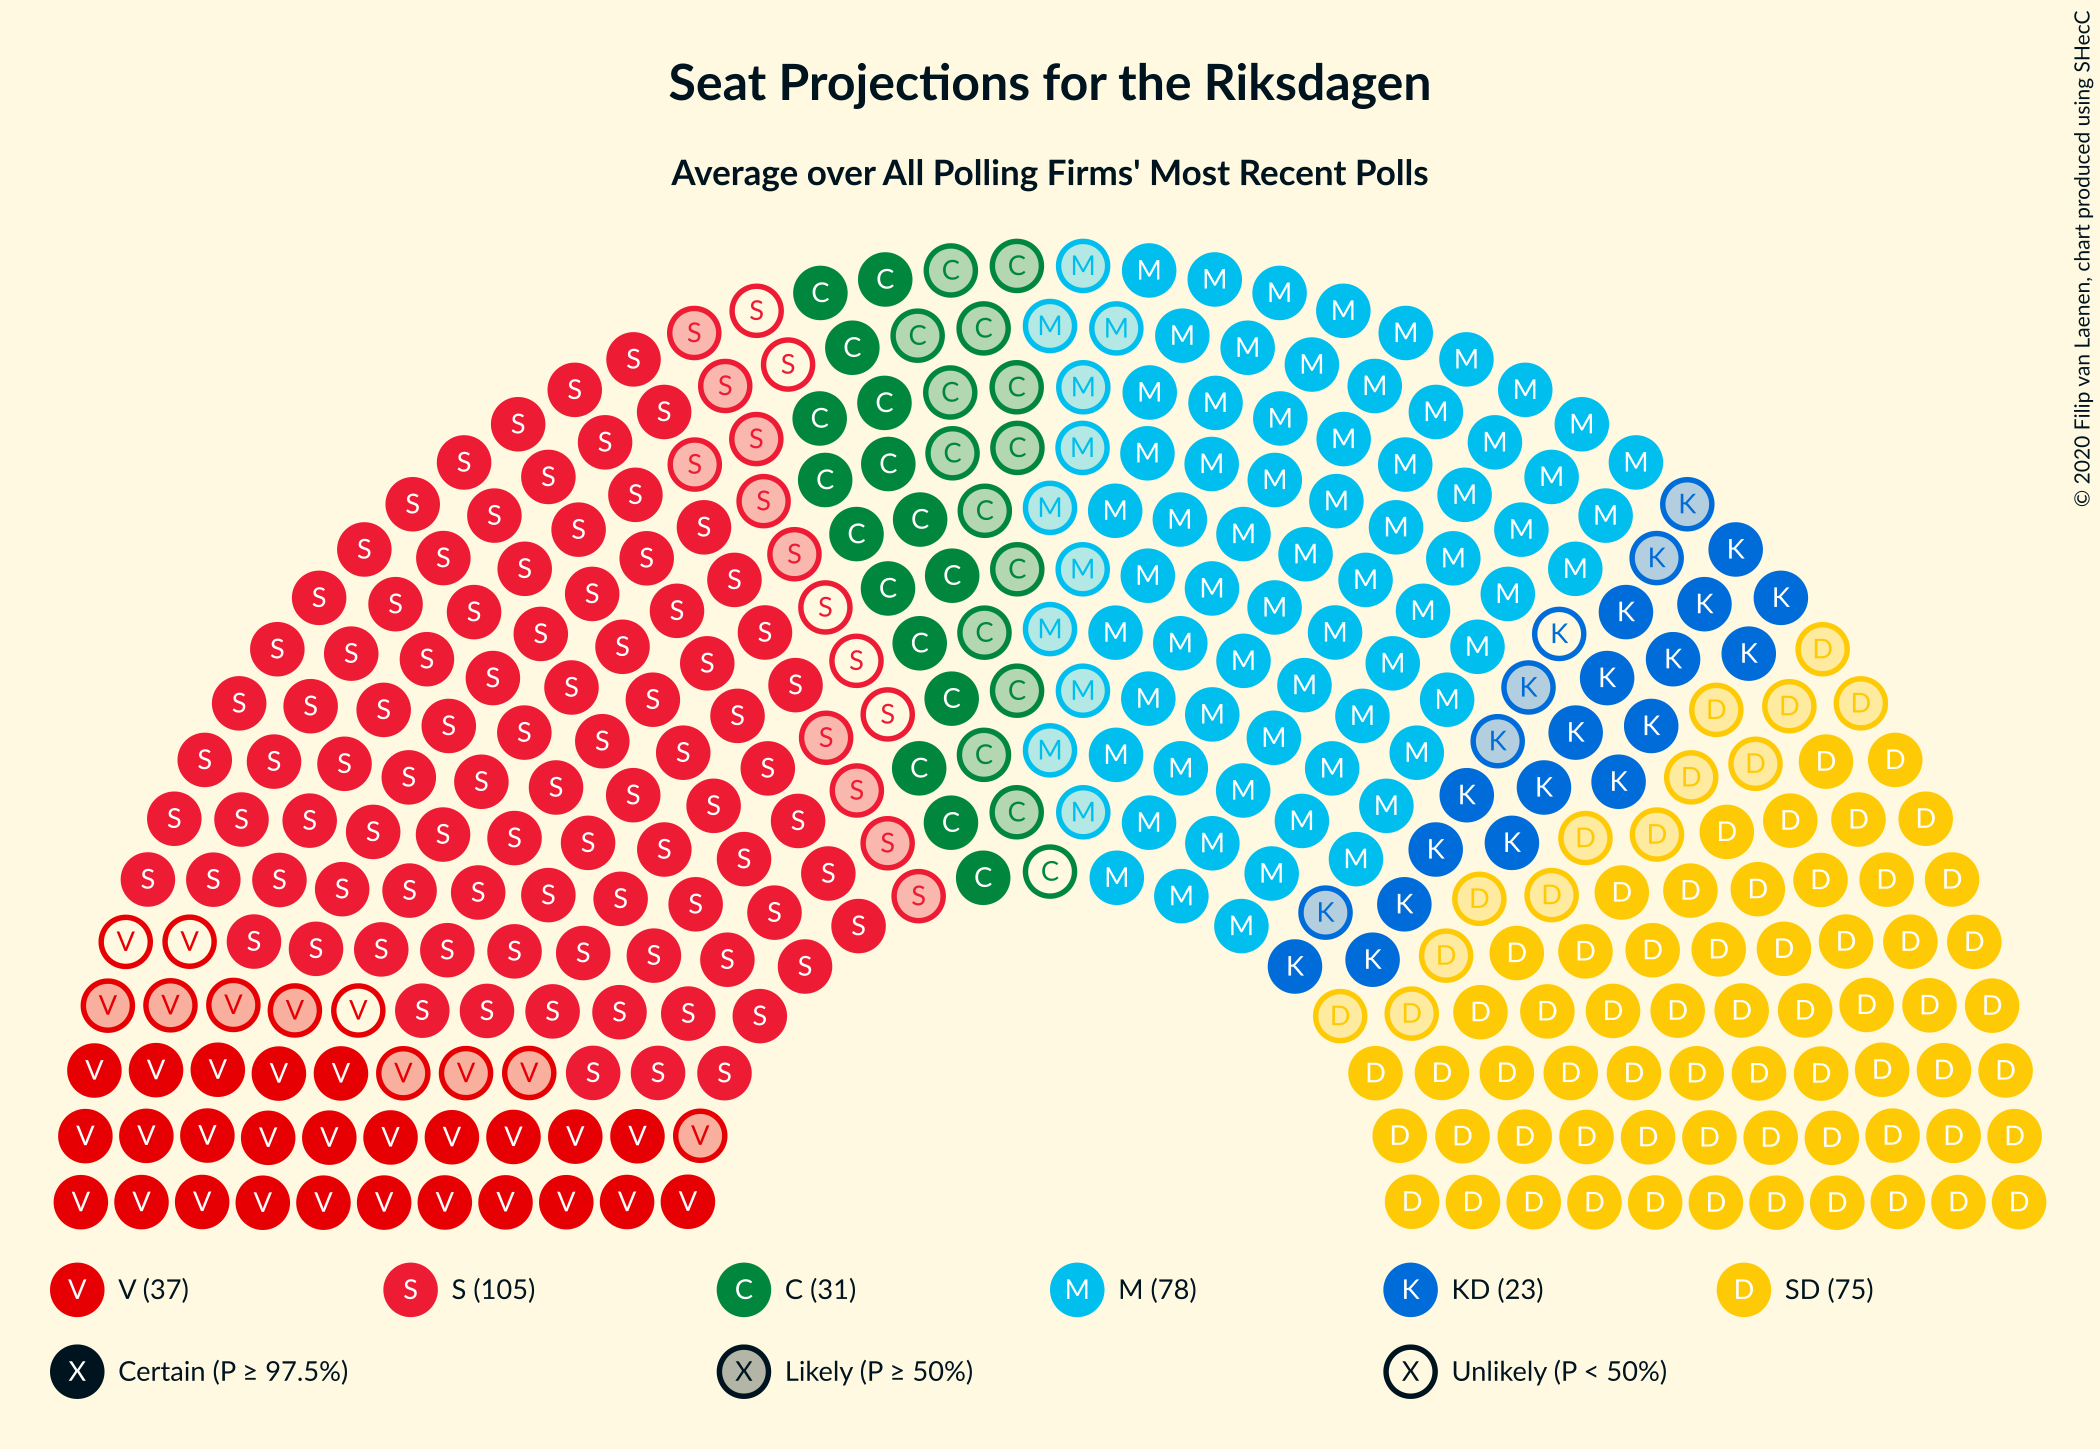 Seat Projections for the Riksdagen
Average over All Polling Firms' Most Recent Polls
© 2020 Filip van Laenen, chart produced using SHecC
V V (37) S S (105) C C (31) M M (78) K KD (23) D SD (75)
X Certain (P ≥ 97.5%) X Likely (P ≥ 50%) X Unlikely (P < 50%)